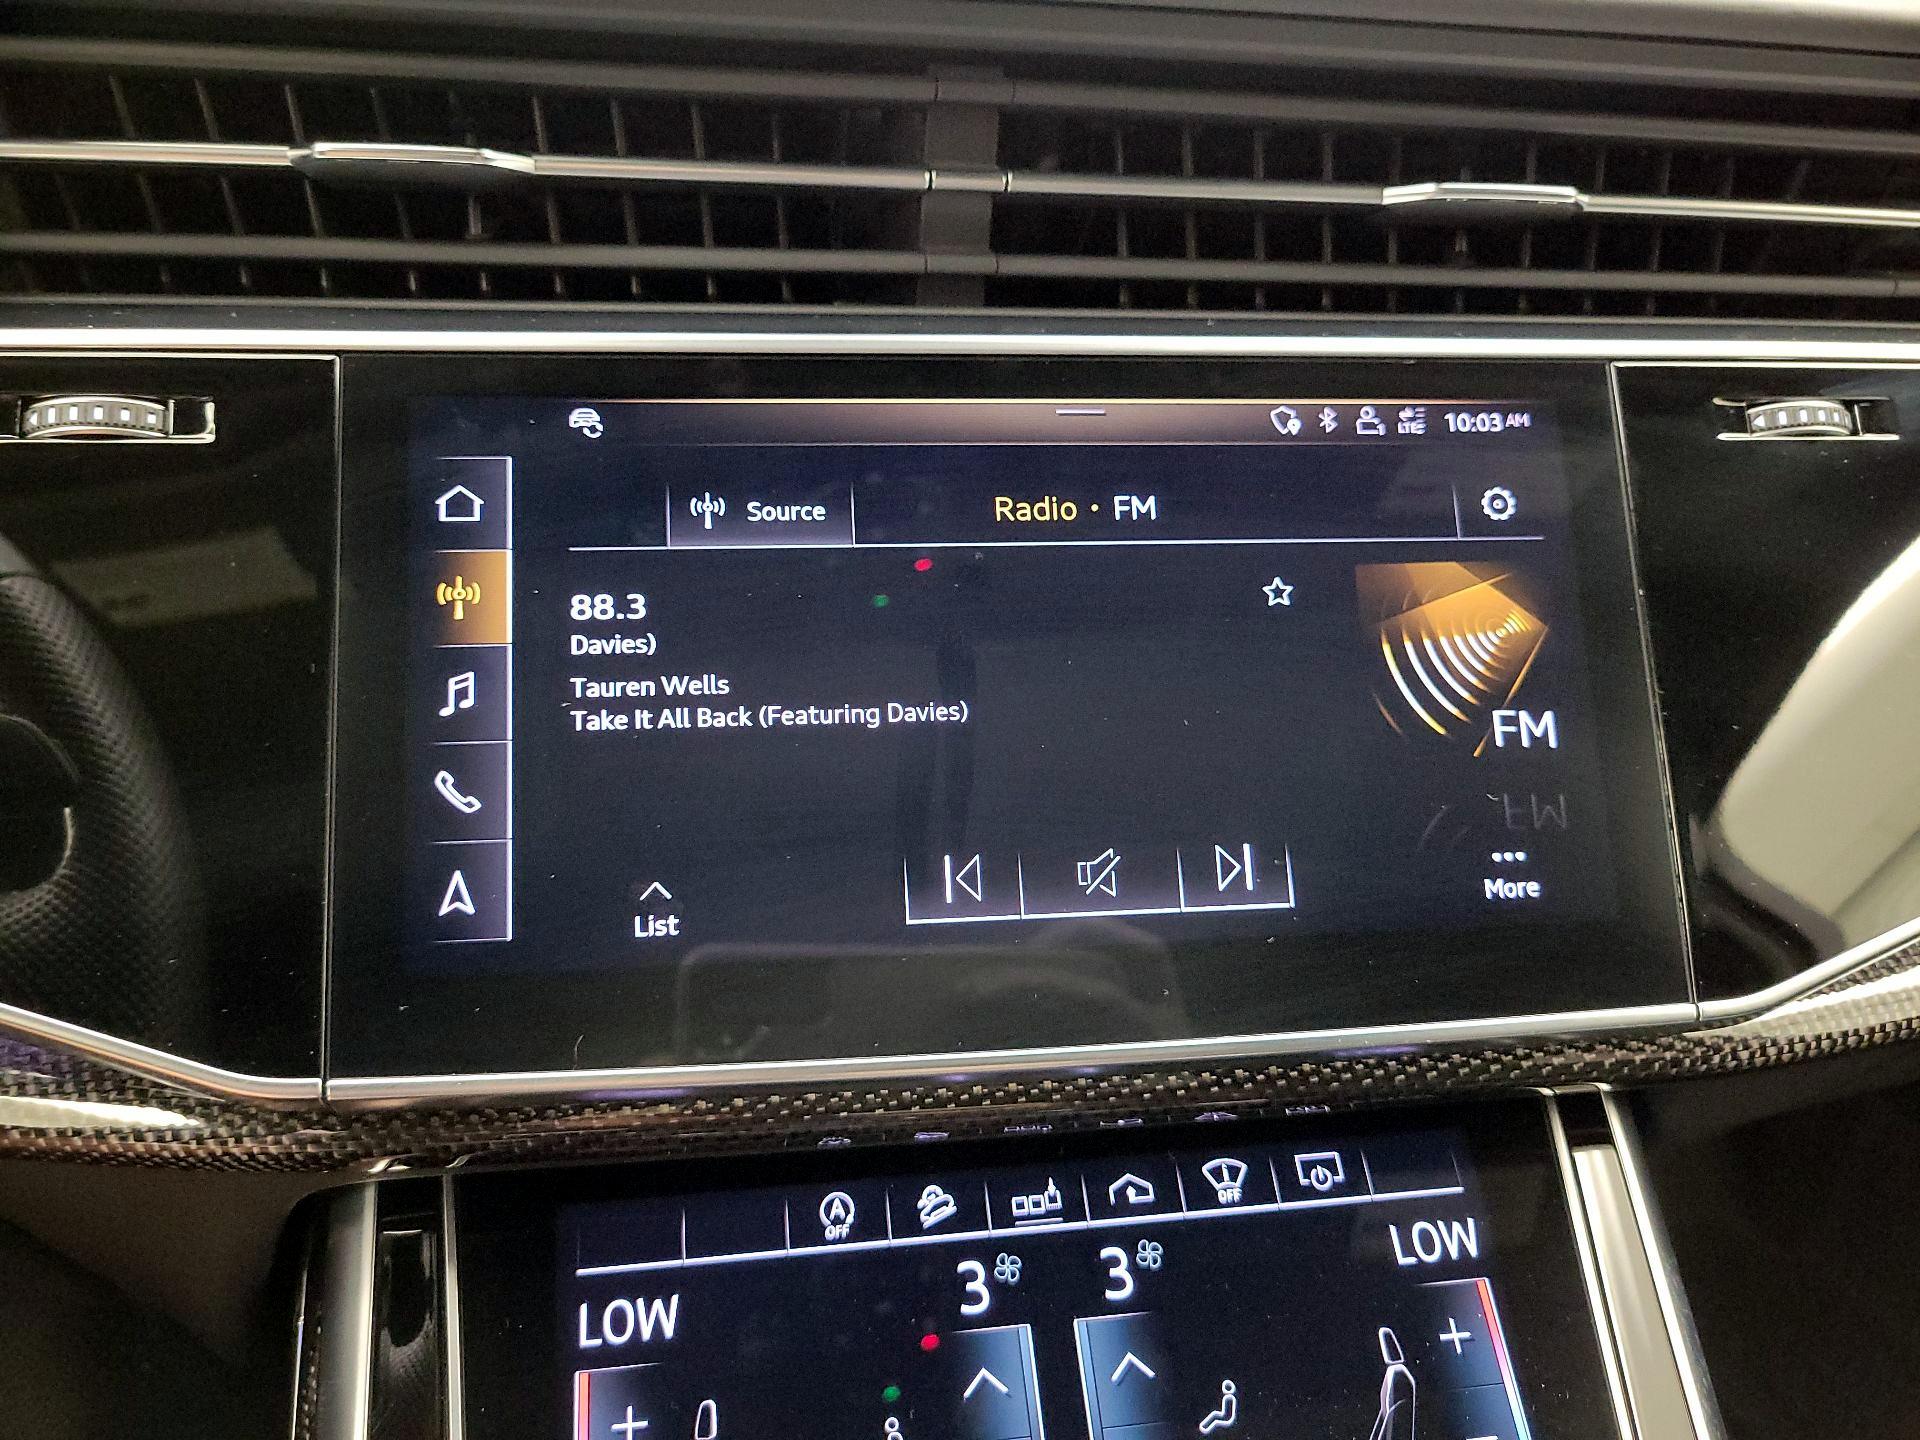 LTE 10:03 AM
Source
Radio • FM
88.3
Davies)
Tauren Wells
Take It All Back (Featuring Davies)
FM
List
More
A
OFF
OFF
LOW
3
3
LOW